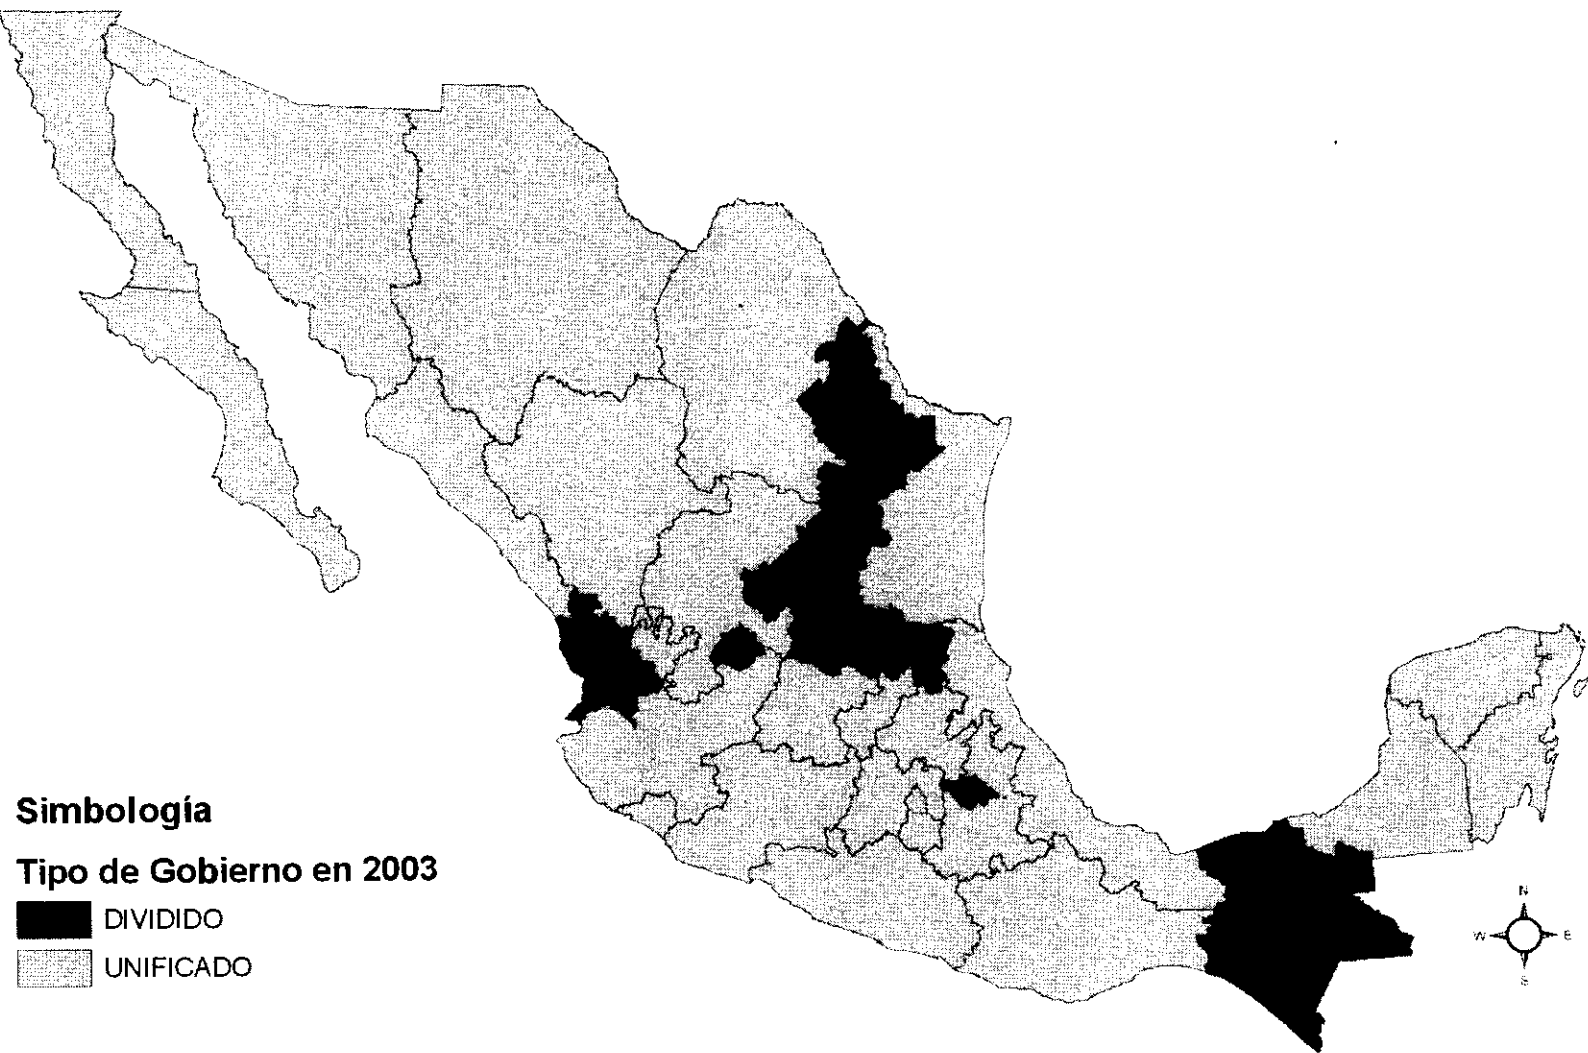 Simbología
Tipo de Gobierno en 2003
DIVIDIDO
UNIFICADO
N
W E
S